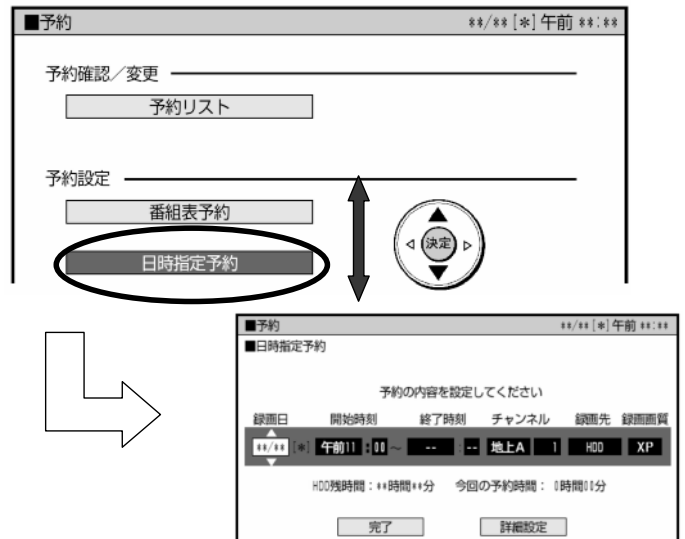 ■予約 **/** [*] 午前 **:**
予約確認／変更
予約リスト
予約設定
番組表予約
決定
日時指定予約
■予約 **/** [*] 午前 **:**
■日時指定予約
予約の内容を設定してください
録画日 開始時刻 終了時刻 チャンネル 録画先 録画画質
**/** [*] 午前11 : 00 ～ -- : -- 地上A 1 HDD XP
HDD残時間：**時間**分 今回の予約時間： 0時間00分
完了 詳細設定